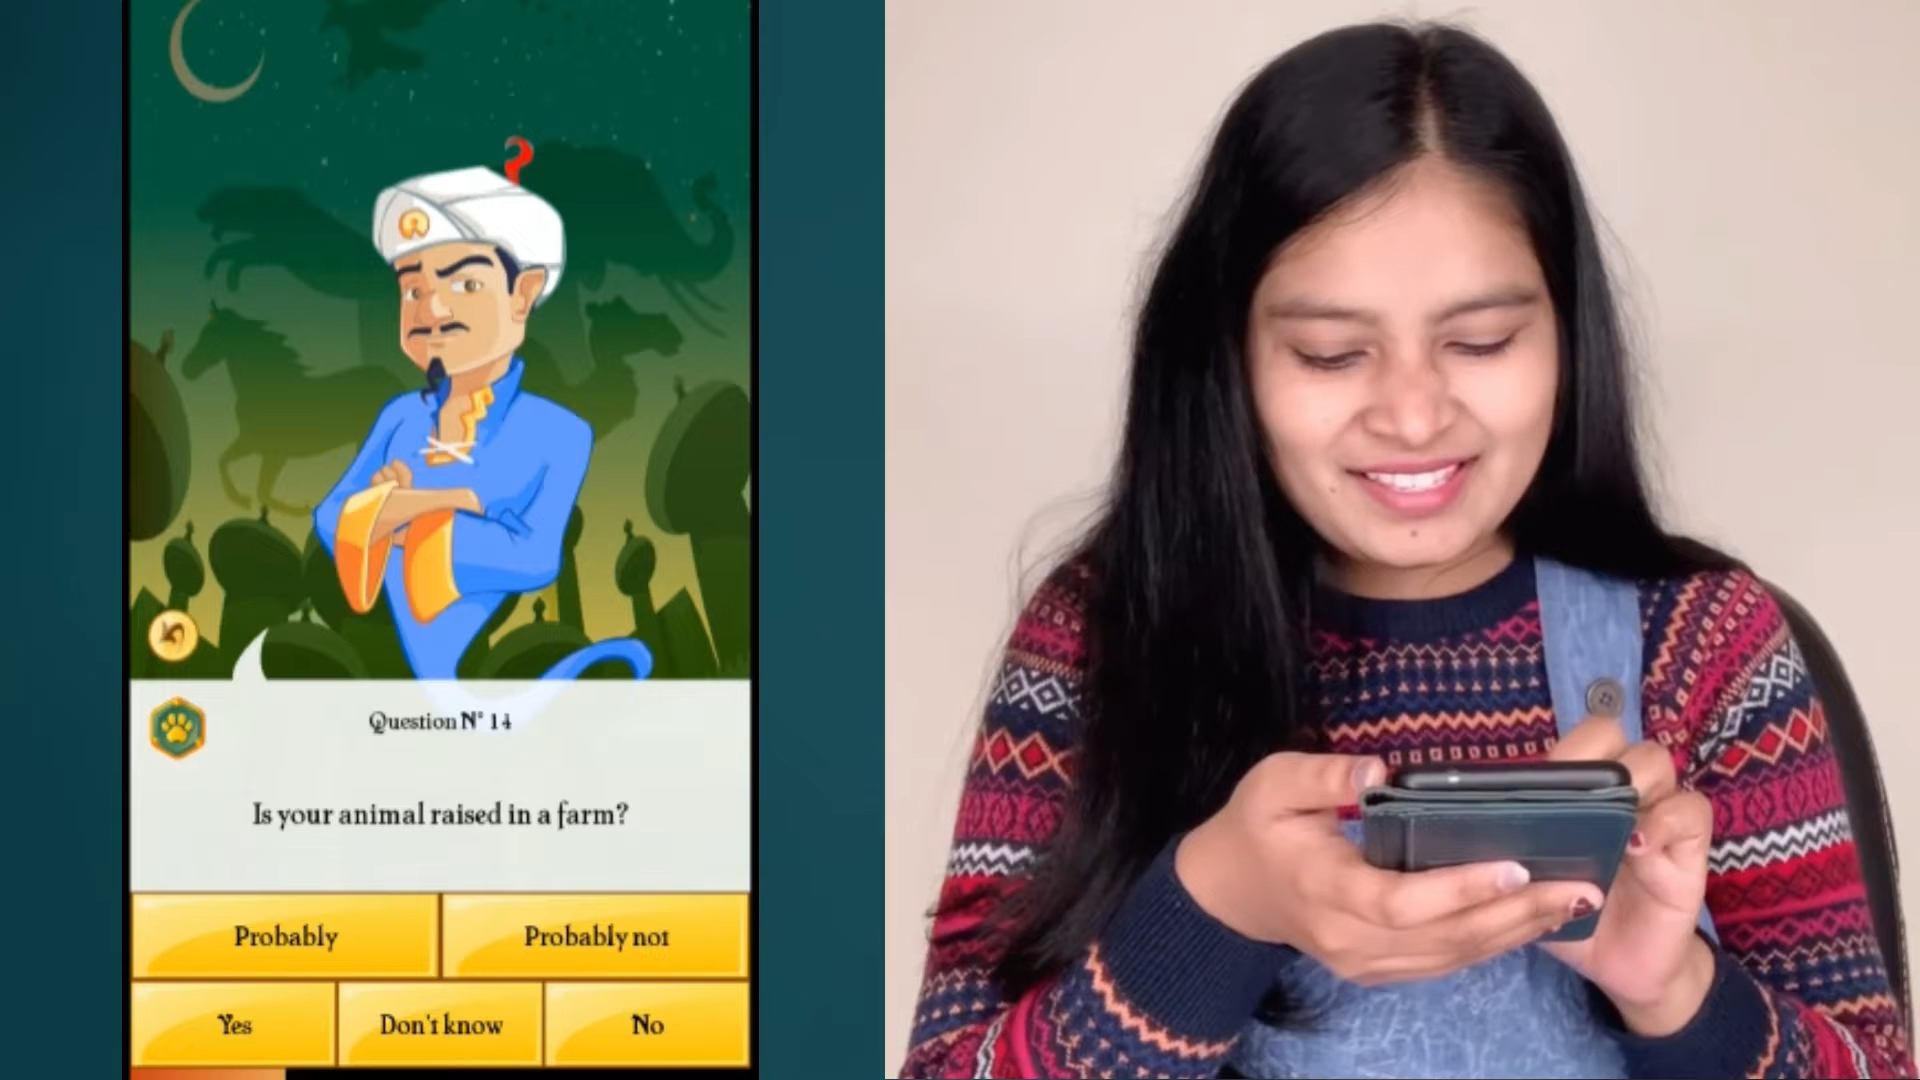 Question N° 14
Is your animal raised in a farm?
Probably
Probably not
Yes
Don't know
No